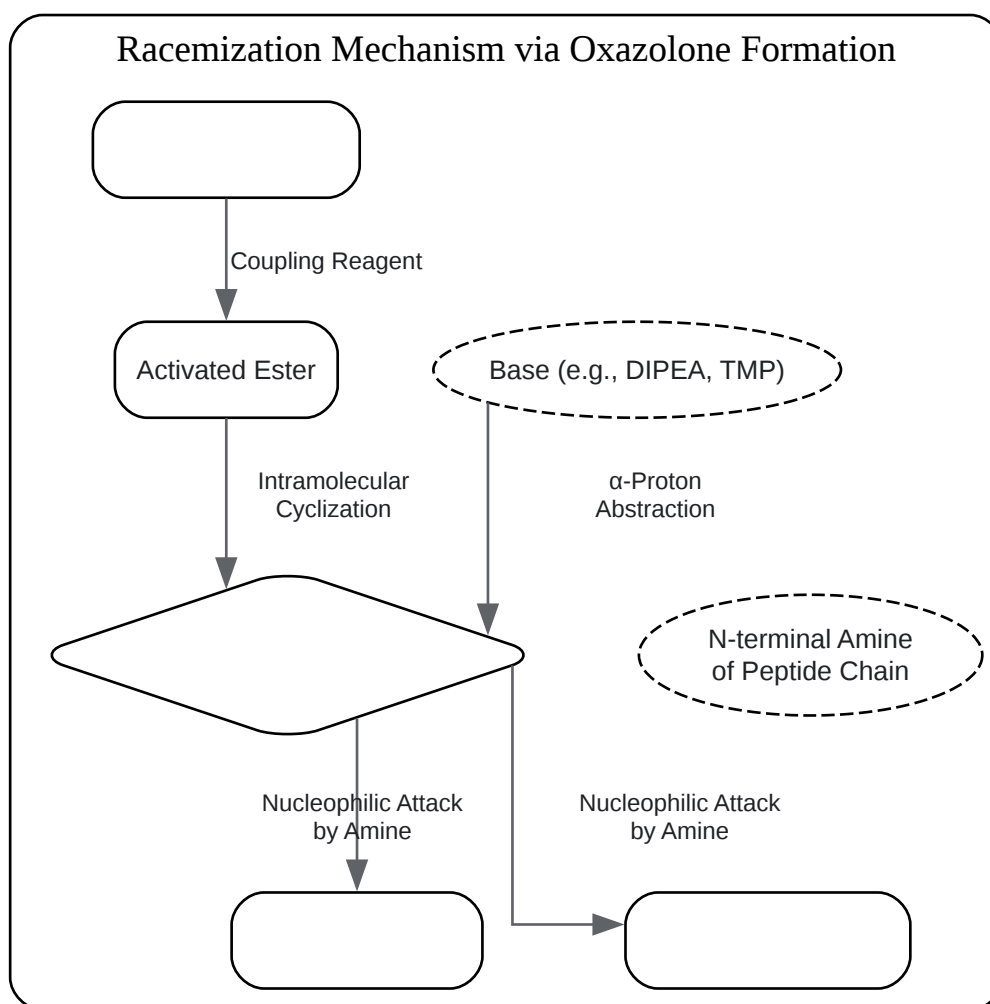 Racemization Mechanism via Oxazolone Formation
Coupling Reagent
Activated Ester
Base (e.g., DIPEA, TMP)
Intramolecular
Cyclization
α-Proton
Abstraction
N-terminal Amine
of Peptide Chain
Nucleophilic Attack
by Amine
Nucleophilic Attack
by Amine